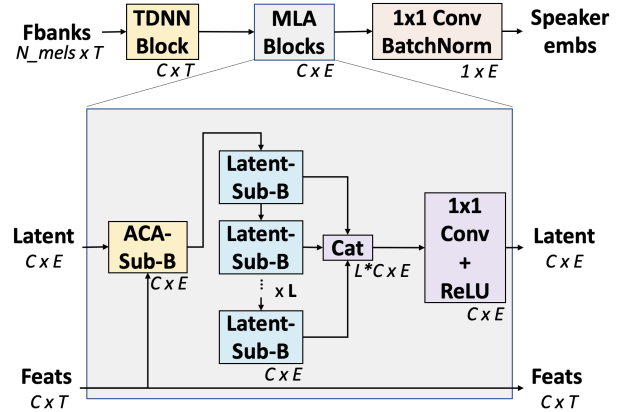 Fbanks
N_mels x T
TDNN
Block
C x T
MLA
Blocks
C x E
1x1 Conv
BatchNorm
1 x E
Speaker
embs
Latent
C x E
ACA-
Sub-B
C x E
Latent-
Sub-B
Latent-
Sub-B
x L
Latent-
Sub-B
C x E
Cat
L*C x E
1x1
Conv
+
ReLU
C x E
Latent
C x E
Feats
C x T
Feats
C x T